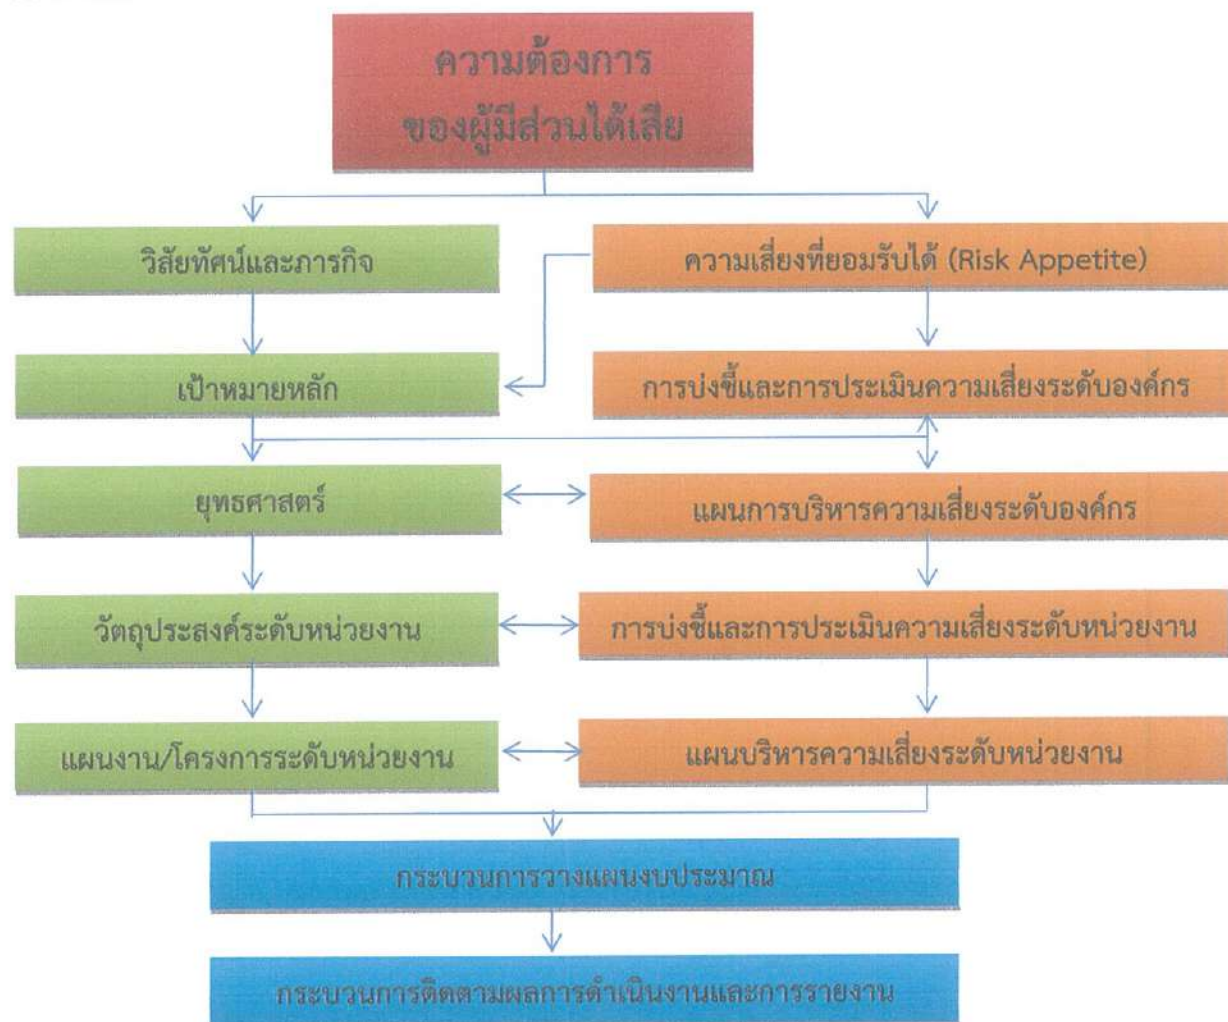 ความต้องการ
ของผู้มีส่วนได้เสีย
วิสัยทัศน์และภารกิจ
ความเสี่ยงที่ยอมรับได้ (Risk Appetite)
เป้าหมายหลัก
การบ่งชี้และการประเมินความเสี่ยงระดับองค์กร
ยุทธศาสตร์
แผนการบริหารความเสี่ยงระดับองค์กร
วัตถุประสงค์ระดับหน่วยงาน
การบ่งชี้และการประเมินความเสี่ยงระดับหน่วยงาน
แผนงาน/โครงการระดับหน่วยงาน
แผนบริหารความเสี่ยงระดับหน่วยงาน
กระบวนการวางแผนงบประมาณ
กระบวนการติดตามผลการดำเนินงานและการรายงาน